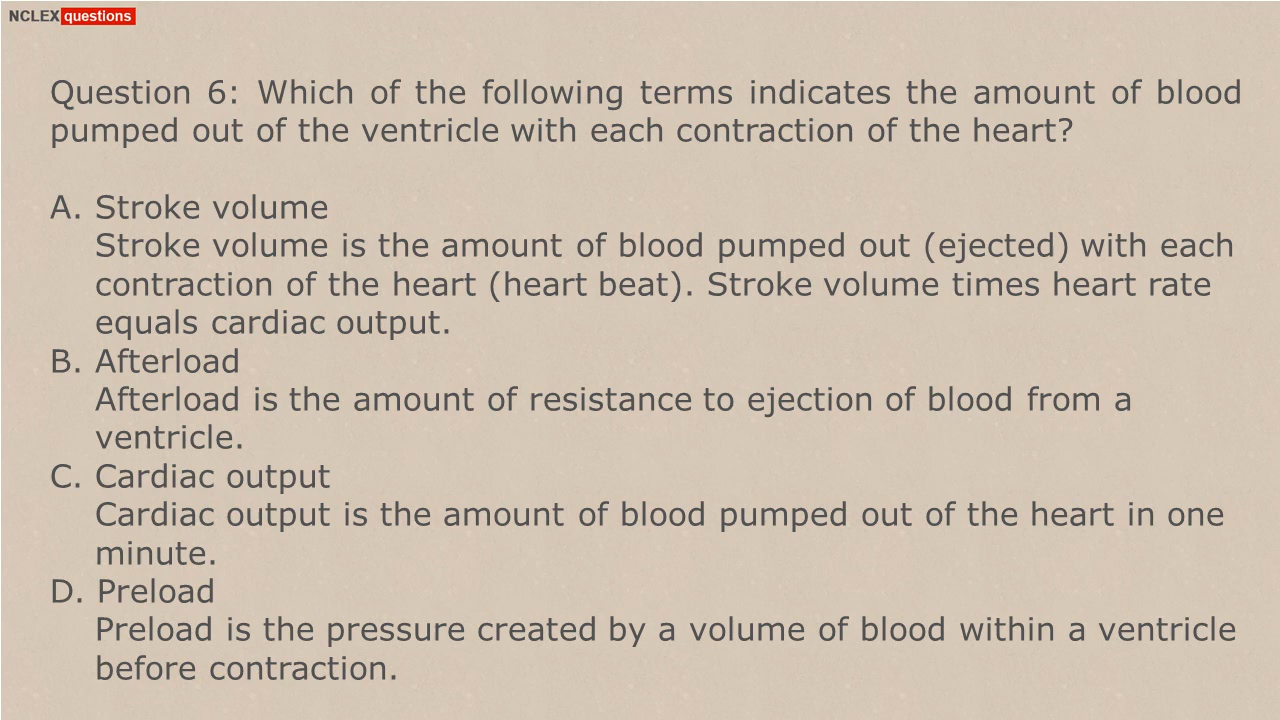 NCLEX questions
Question 6: Which of the following terms indicates the amount of blood
pumped out of the ventricle with each contraction of the heart?
A. Stroke volume
Stroke volume is the amount of blood pumped out (ejected) with each
contraction of the heart (heart beat). Stroke volume times heart rate
equals cardiac output.
B. Afterload
Afterload is the amount of resistance to ejection of blood from a
ventricle.
C. Cardiac output
Cardiac output is the amount of blood pumped out of the heart in one
minute.
D. Preload
Preload is the pressure created by a volume of blood within a ventricle
before contraction.